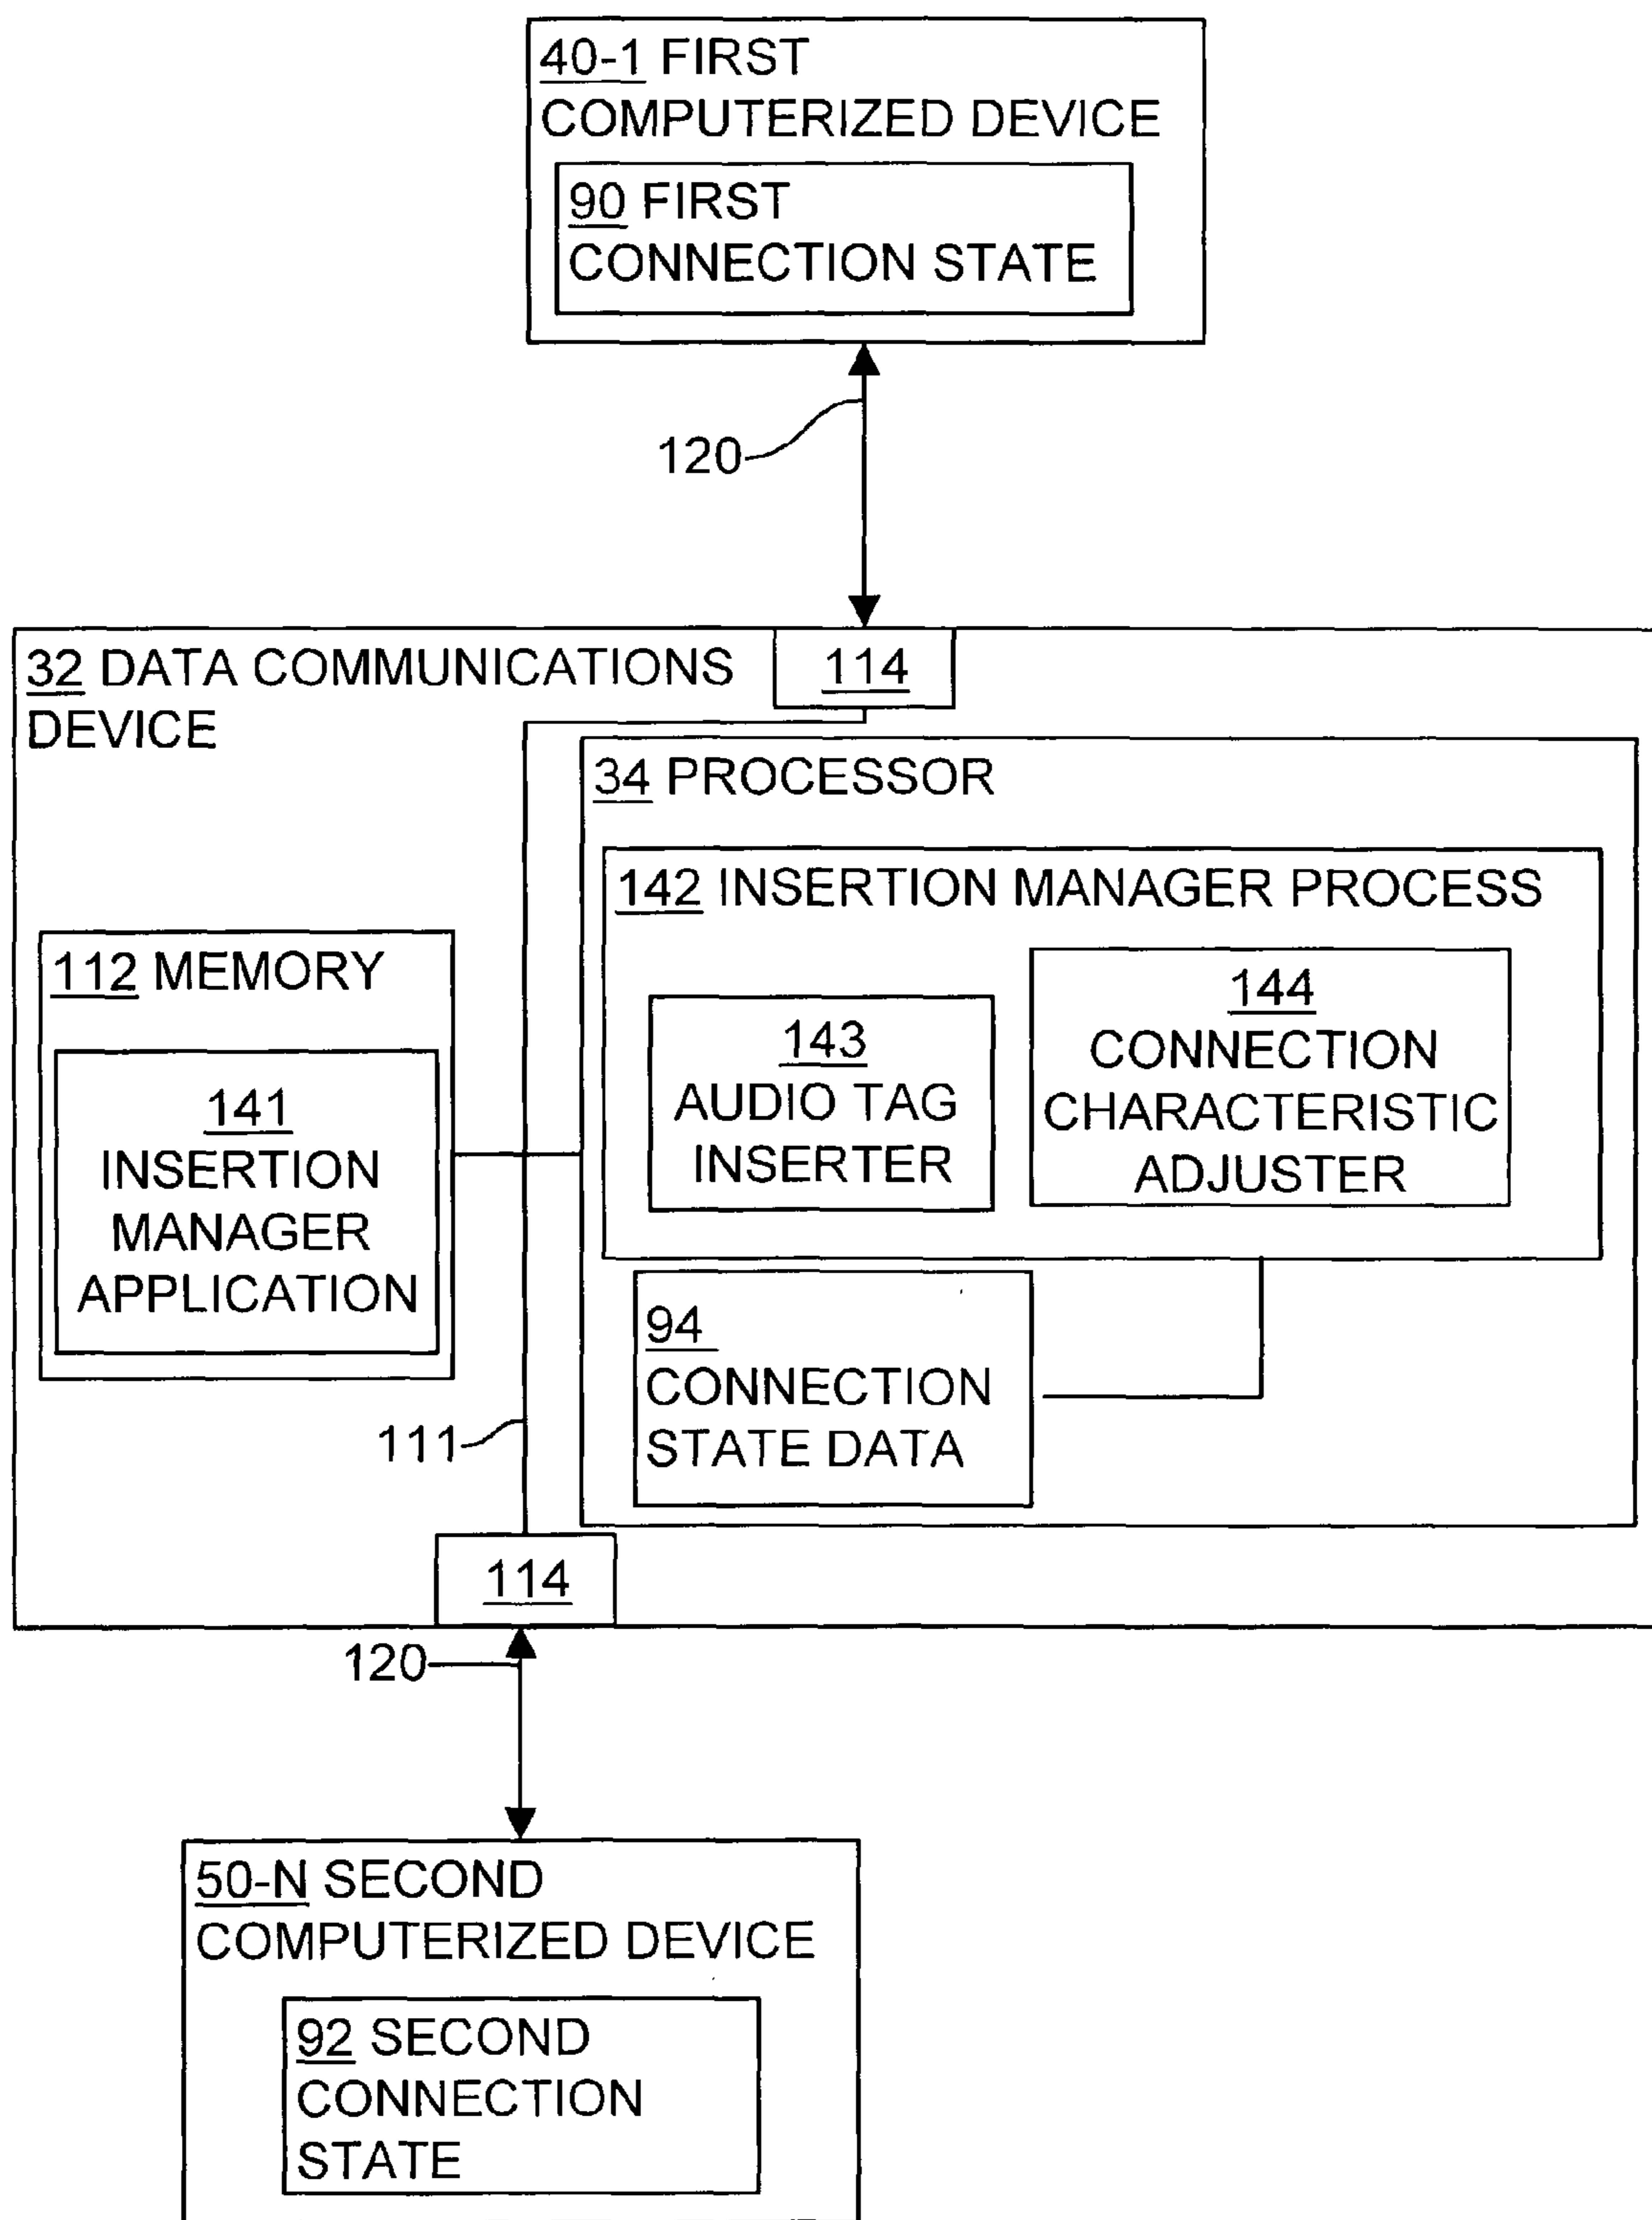 40-1 FIRST
COMPUTERIZED DEVICE
90 FIRST
CONNECTION STATE
120
32 DATA COMMUNICATIONS
DEVICE
114
34 PROCESSOR
142 INSERTION MANAGER PROCESS
112 MEMORY
141
INSERTION
MANAGER
APPLICATION
143
AUDIO TAG
INSERTER
144
CONNECTION
CHARACTERISTIC
ADJUSTER
94
CONNECTION
STATE DATA
111
114
120
50-N SECOND
COMPUTERIZED DEVICE
92 SECOND
CONNECTION
STATE